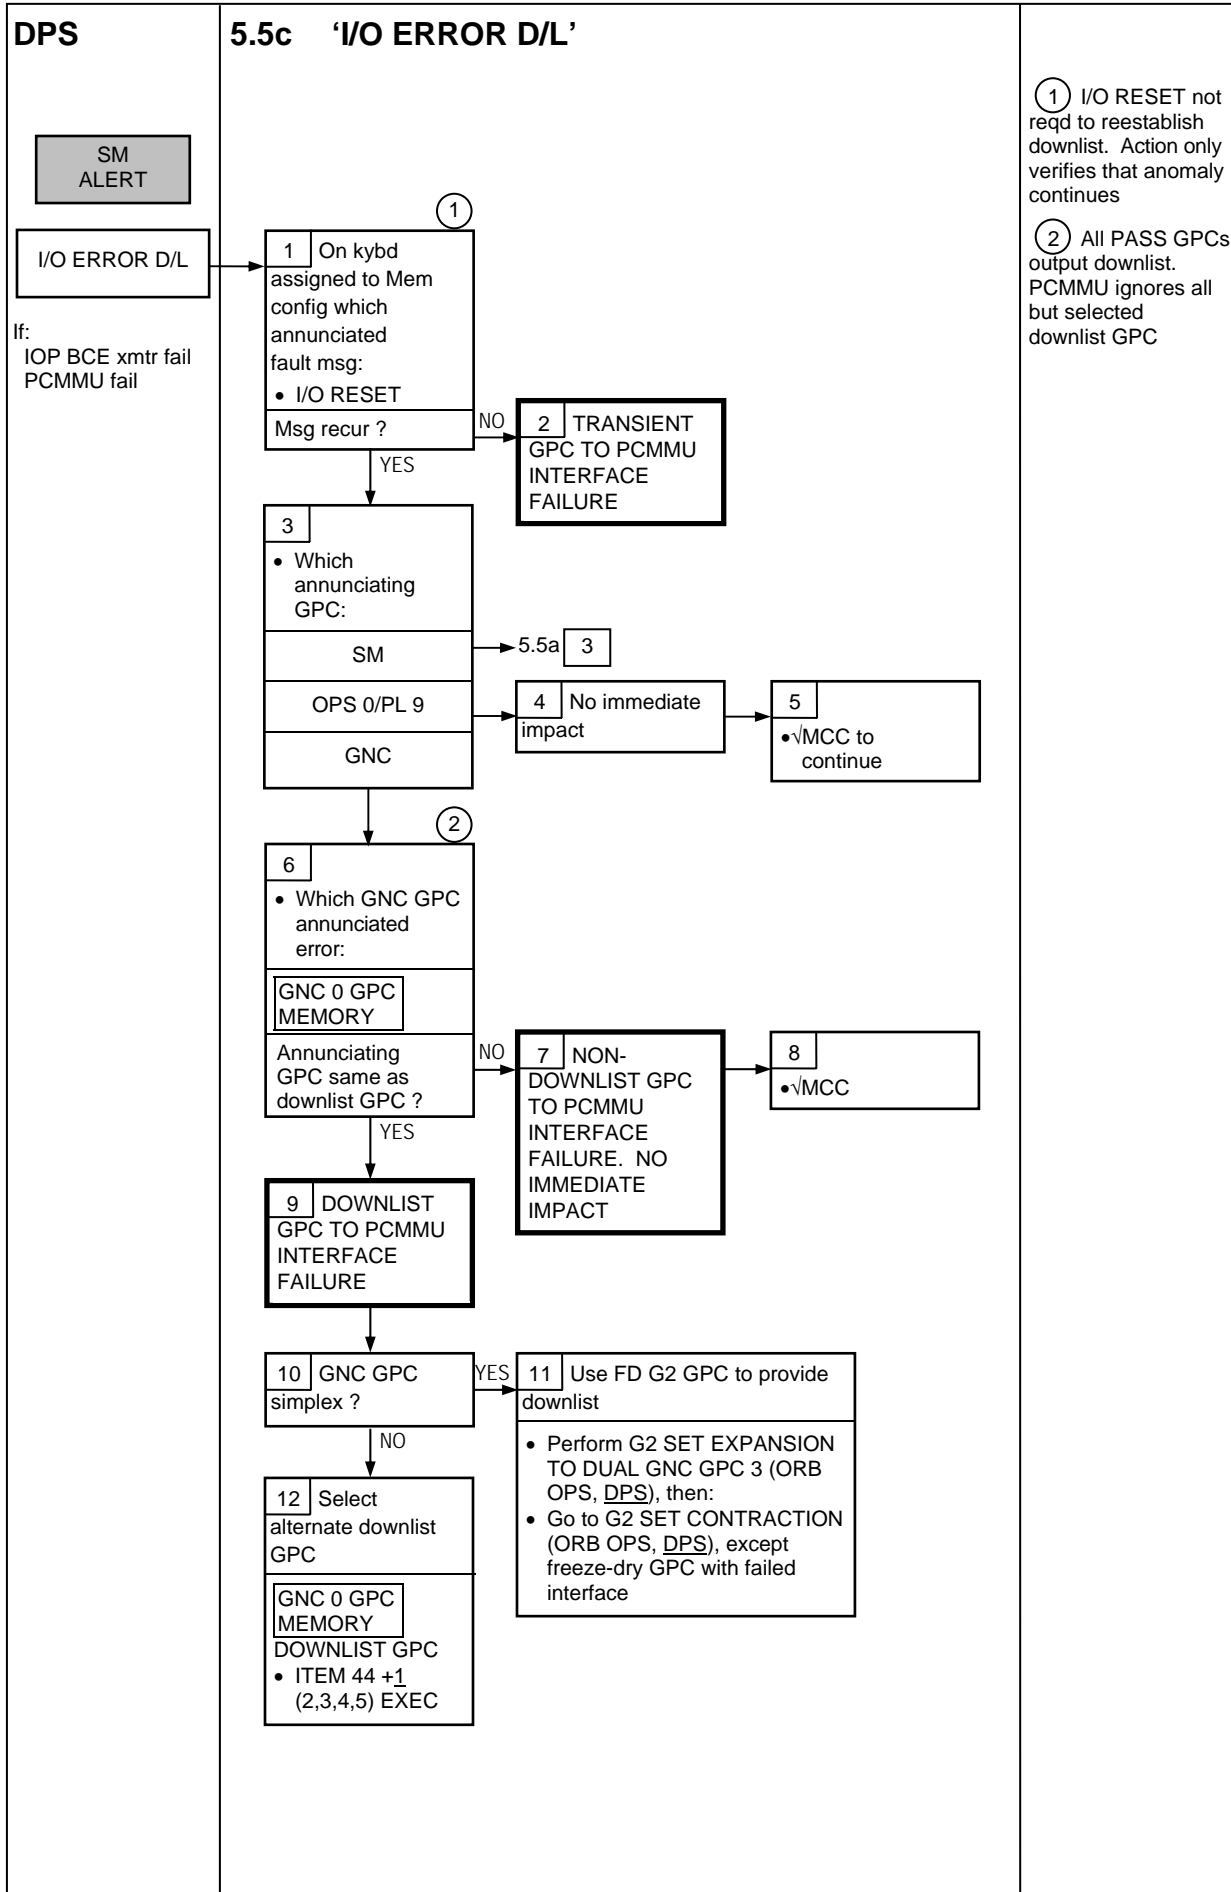 DPS
5.5c 'I/O ERROR D/L'
SM
ALERT
I/O ERROR D/L
If:
IOP BCE xmtr fail
PCMMU fail
1
1 On kybd
assigned to Mem
config which
annunciated
fault msg:
• I/O RESET
Msg recur ?
NO
YES
2 TRANSIENT
GPC TO PCMMU
INTERFACE
FAILURE
3
• Which
annunciating
GPC:
SM
5.5a 3
OPS 0/PL 9
4 No immediate
impact
5
•√MCC to
continue
GNC
2
6
• Which GNC GPC
annunciated
error:
GNC 0 GPC
MEMORY
Annunciating
GPC same as
downlist GPC ?
NO
YES
7 NON-
DOWNLIST GPC
TO PCMMU
INTERFACE
FAILURE. NO
IMMEDIATE
IMPACT
8
•√MCC
9 DOWNLIST
GPC TO PCMMU
INTERFACE
FAILURE
10 GNC GPC
simplex ?
YES
NO
11 Use FD G2 GPC to provide
downlist
• Perform G2 SET EXPANSION
TO DUAL GNC GPC 3 (ORB
OPS, DPS), then:
• Go to G2 SET CONTRACTION
(ORB OPS, DPS), except
freeze-dry GPC with failed
interface
12 Select
alternate downlist
GPC
GNC 0 GPC
MEMORY
DOWNLIST GPC
• ITEM 44 +1
(2,3,4,5) EXEC
1 I/O RESET not
reqd to reestablish
downlist. Action only
verifies that anomaly
continues
2 All PASS GPCs
output downlist.
PCMMU ignores all
but selected
downlist GPC